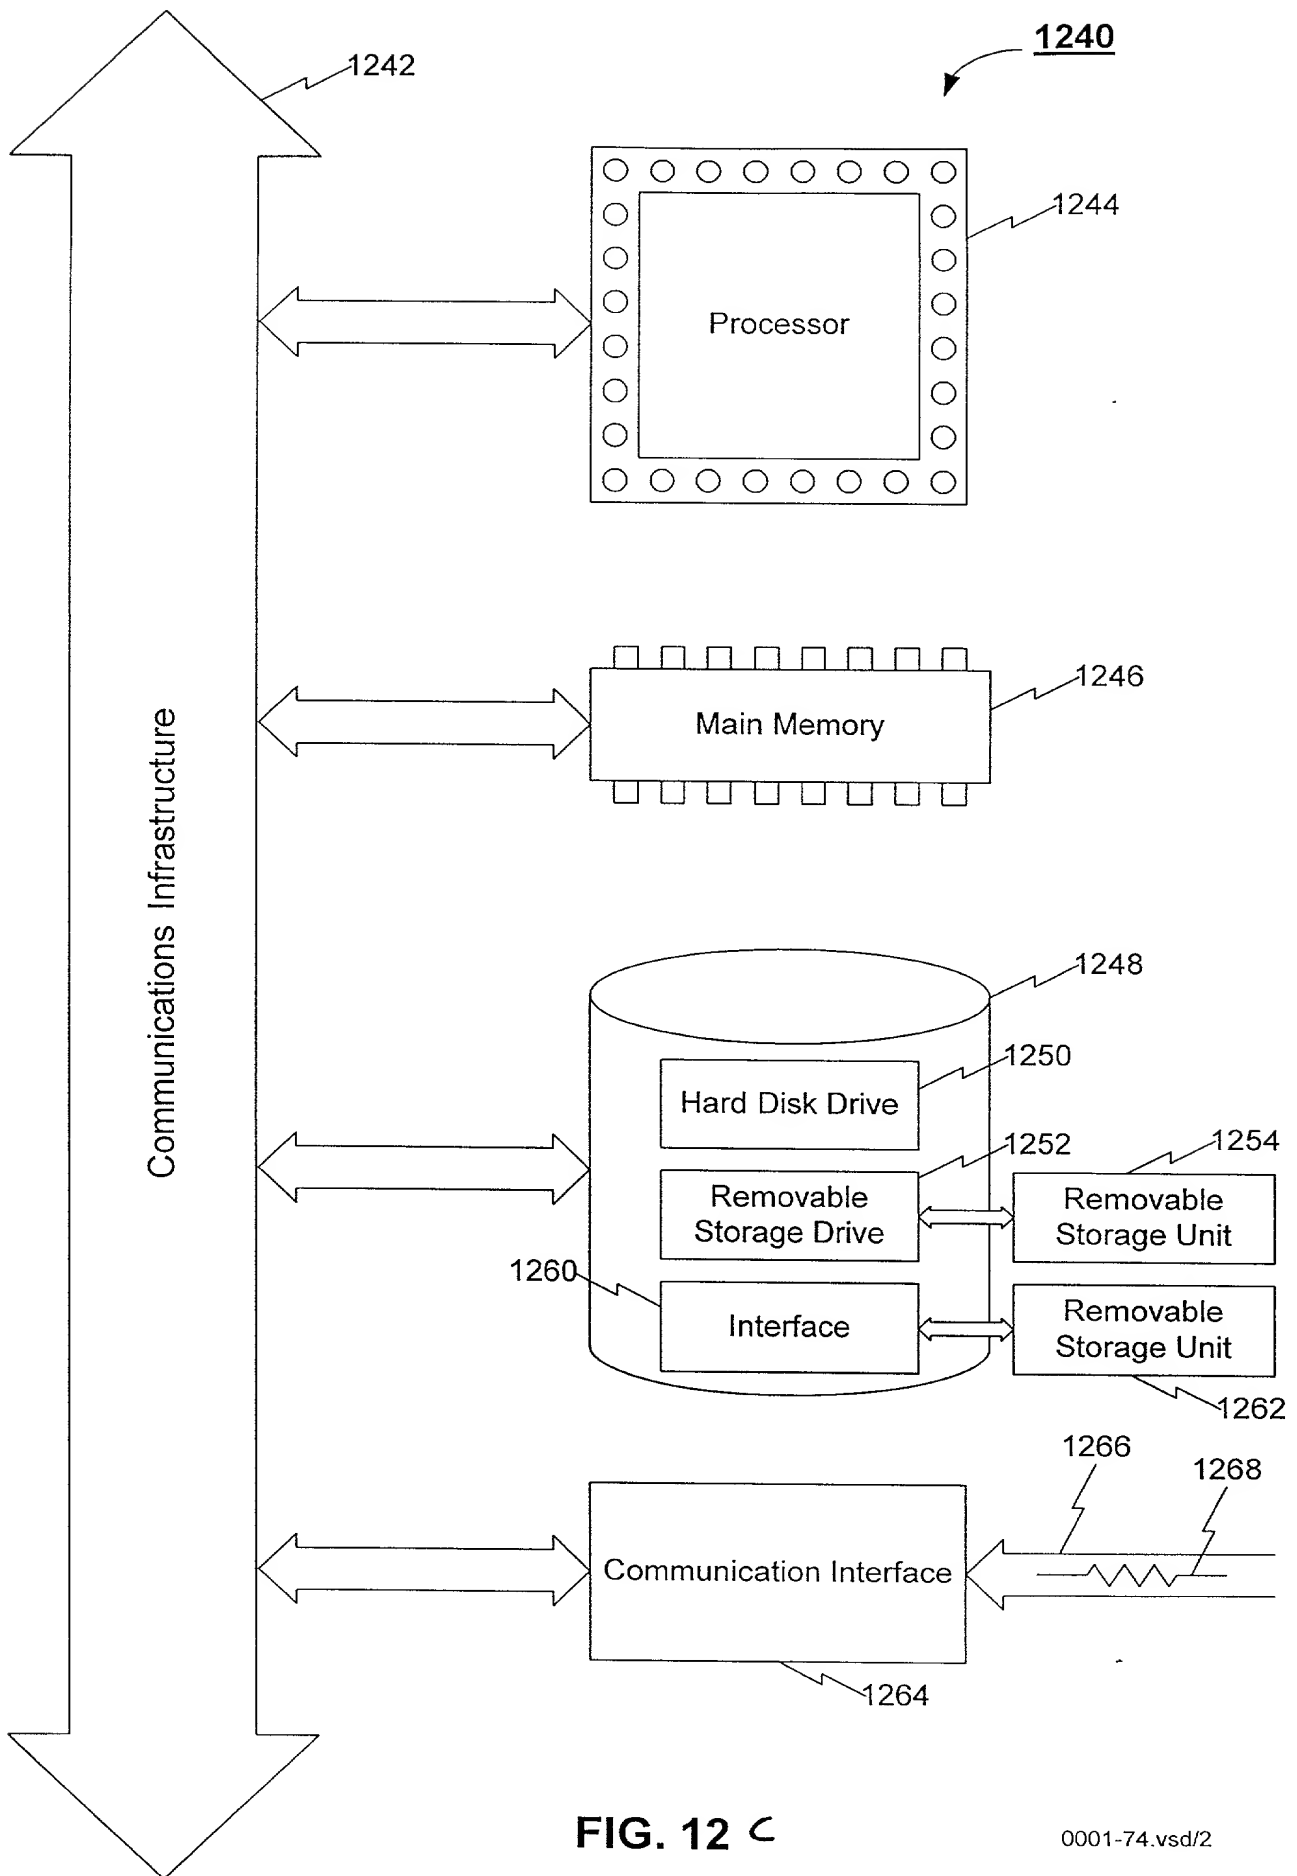 1240
1242
1244
Processor
1246
Main Memory
Communications Infrastructure
1248
1250
Hard Disk Drive
1252
1254
Removable
Storage Drive
Removable
Storage Unit
1260
Interface
Removable
Storage Unit
1262
1266
1268
Communication Interface
1264
FIG. 12 C
0001-74.vsd/2